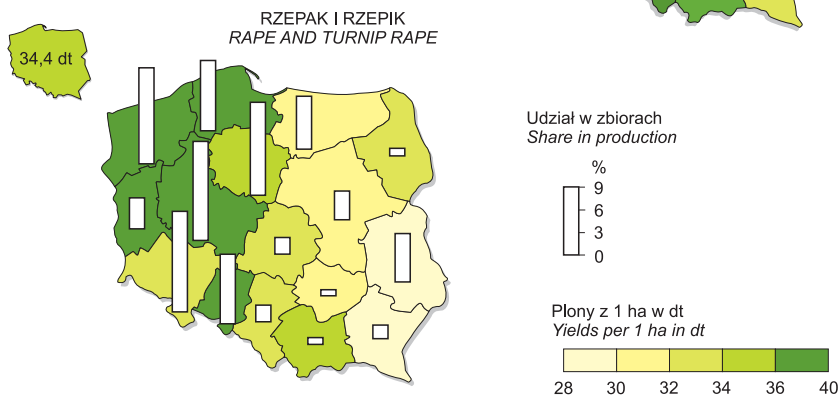 RZEPAK I RZEPIK
RAPE AND TURNIP RAPE
34,4 dt
Udział w zbiorach
Share in production
%
9
6
3
0
Plony z 1 ha w dt
Yields per 1 ha in dt
28 30 32 34 36 40